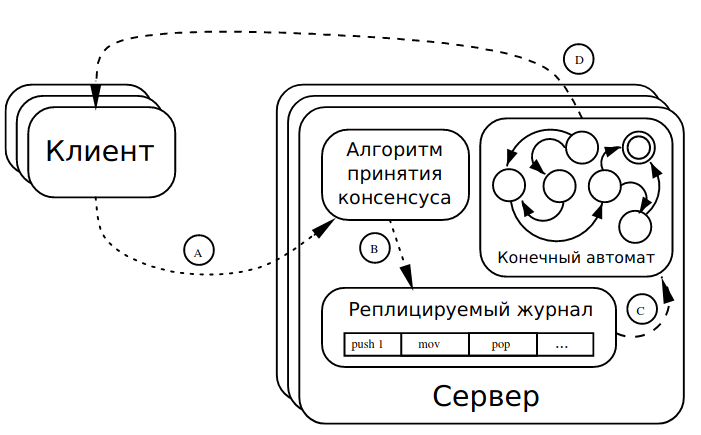 D
Клиент
Алгоритм
принятия
консенсуса
A
B
Конечный автомат
Реплицируемый журнал
push 1 mov pop ...
C
Сервер